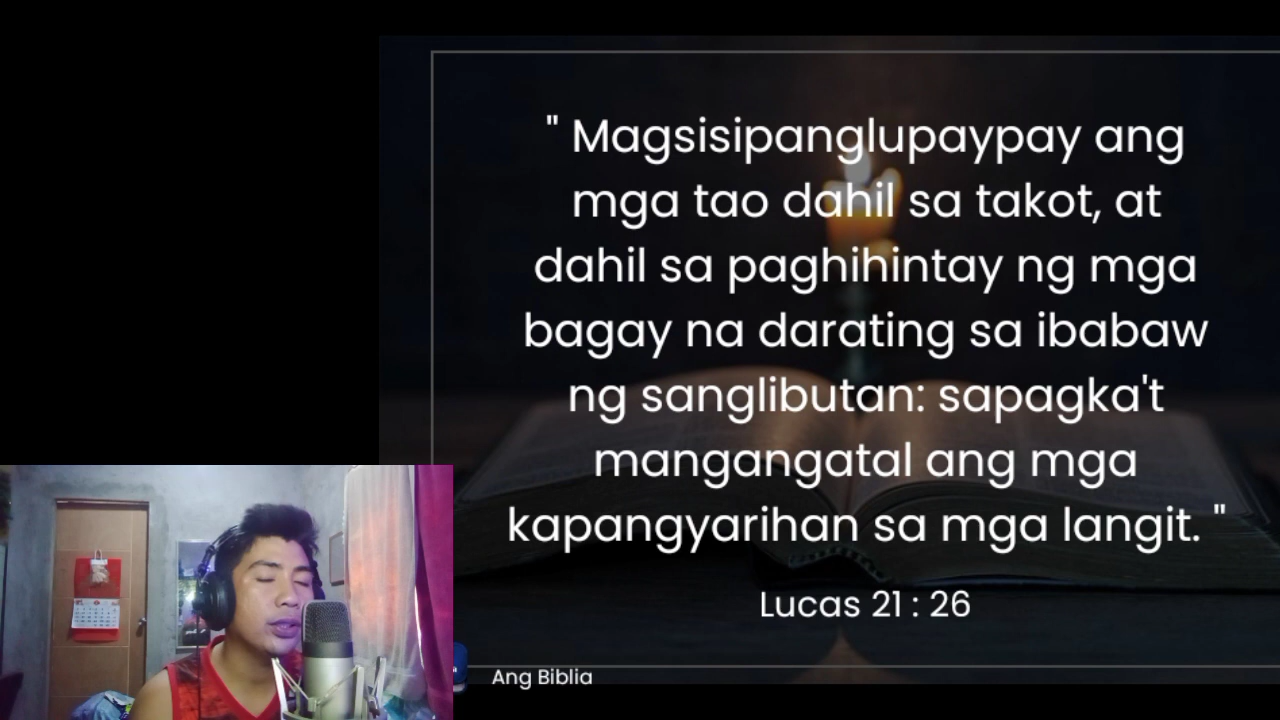 " Magsisipanglupaypay ang
mga tao dahil sa takot, at
dahil sa paghihintay ng mga
bagay na darating sa ibabaw
ng sanglibutan: sapagka't
mangangatal ang mga
kapangyarihan sa mga langit. "
Lucas 21 : 26
Ang Biblia